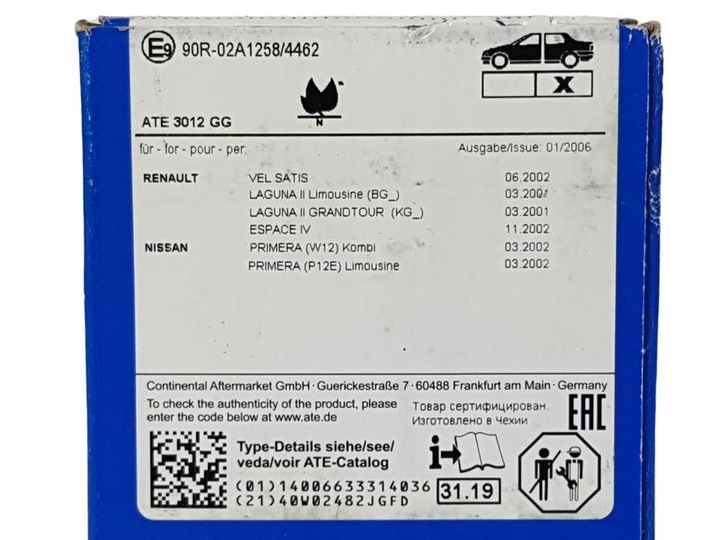 E9 90R-02A1258/4462
X
N
ATE 3012 GG
für - for - pour - per: Ausgabe/Issue: 01/2006
RENAULT VEL SATIS 06.2002
LAGUNA II Limousine (BG_) 03.2001
LAGUNA II GRANDTOUR (KG_) 03.2001
ESPACE IV 11.2002
NISSAN PRIMERA (W12) Kombi 03.2002
PRIMERA (P12E) Limousine 03.2002
Continental Aftermarket GmbH · Guerickestraße 7 · 60488 Frankfurt am Main · Germany
To check the authenticity of the product, please
enter the code below at www.ate.de
Товар сертифицирован.
Изготовлено в Чехии
EAC
Type-Details siehe/see/
veda/voir ATE-Catalog
i
(01)14006633314036
(21)40W02482JGFD
31.19